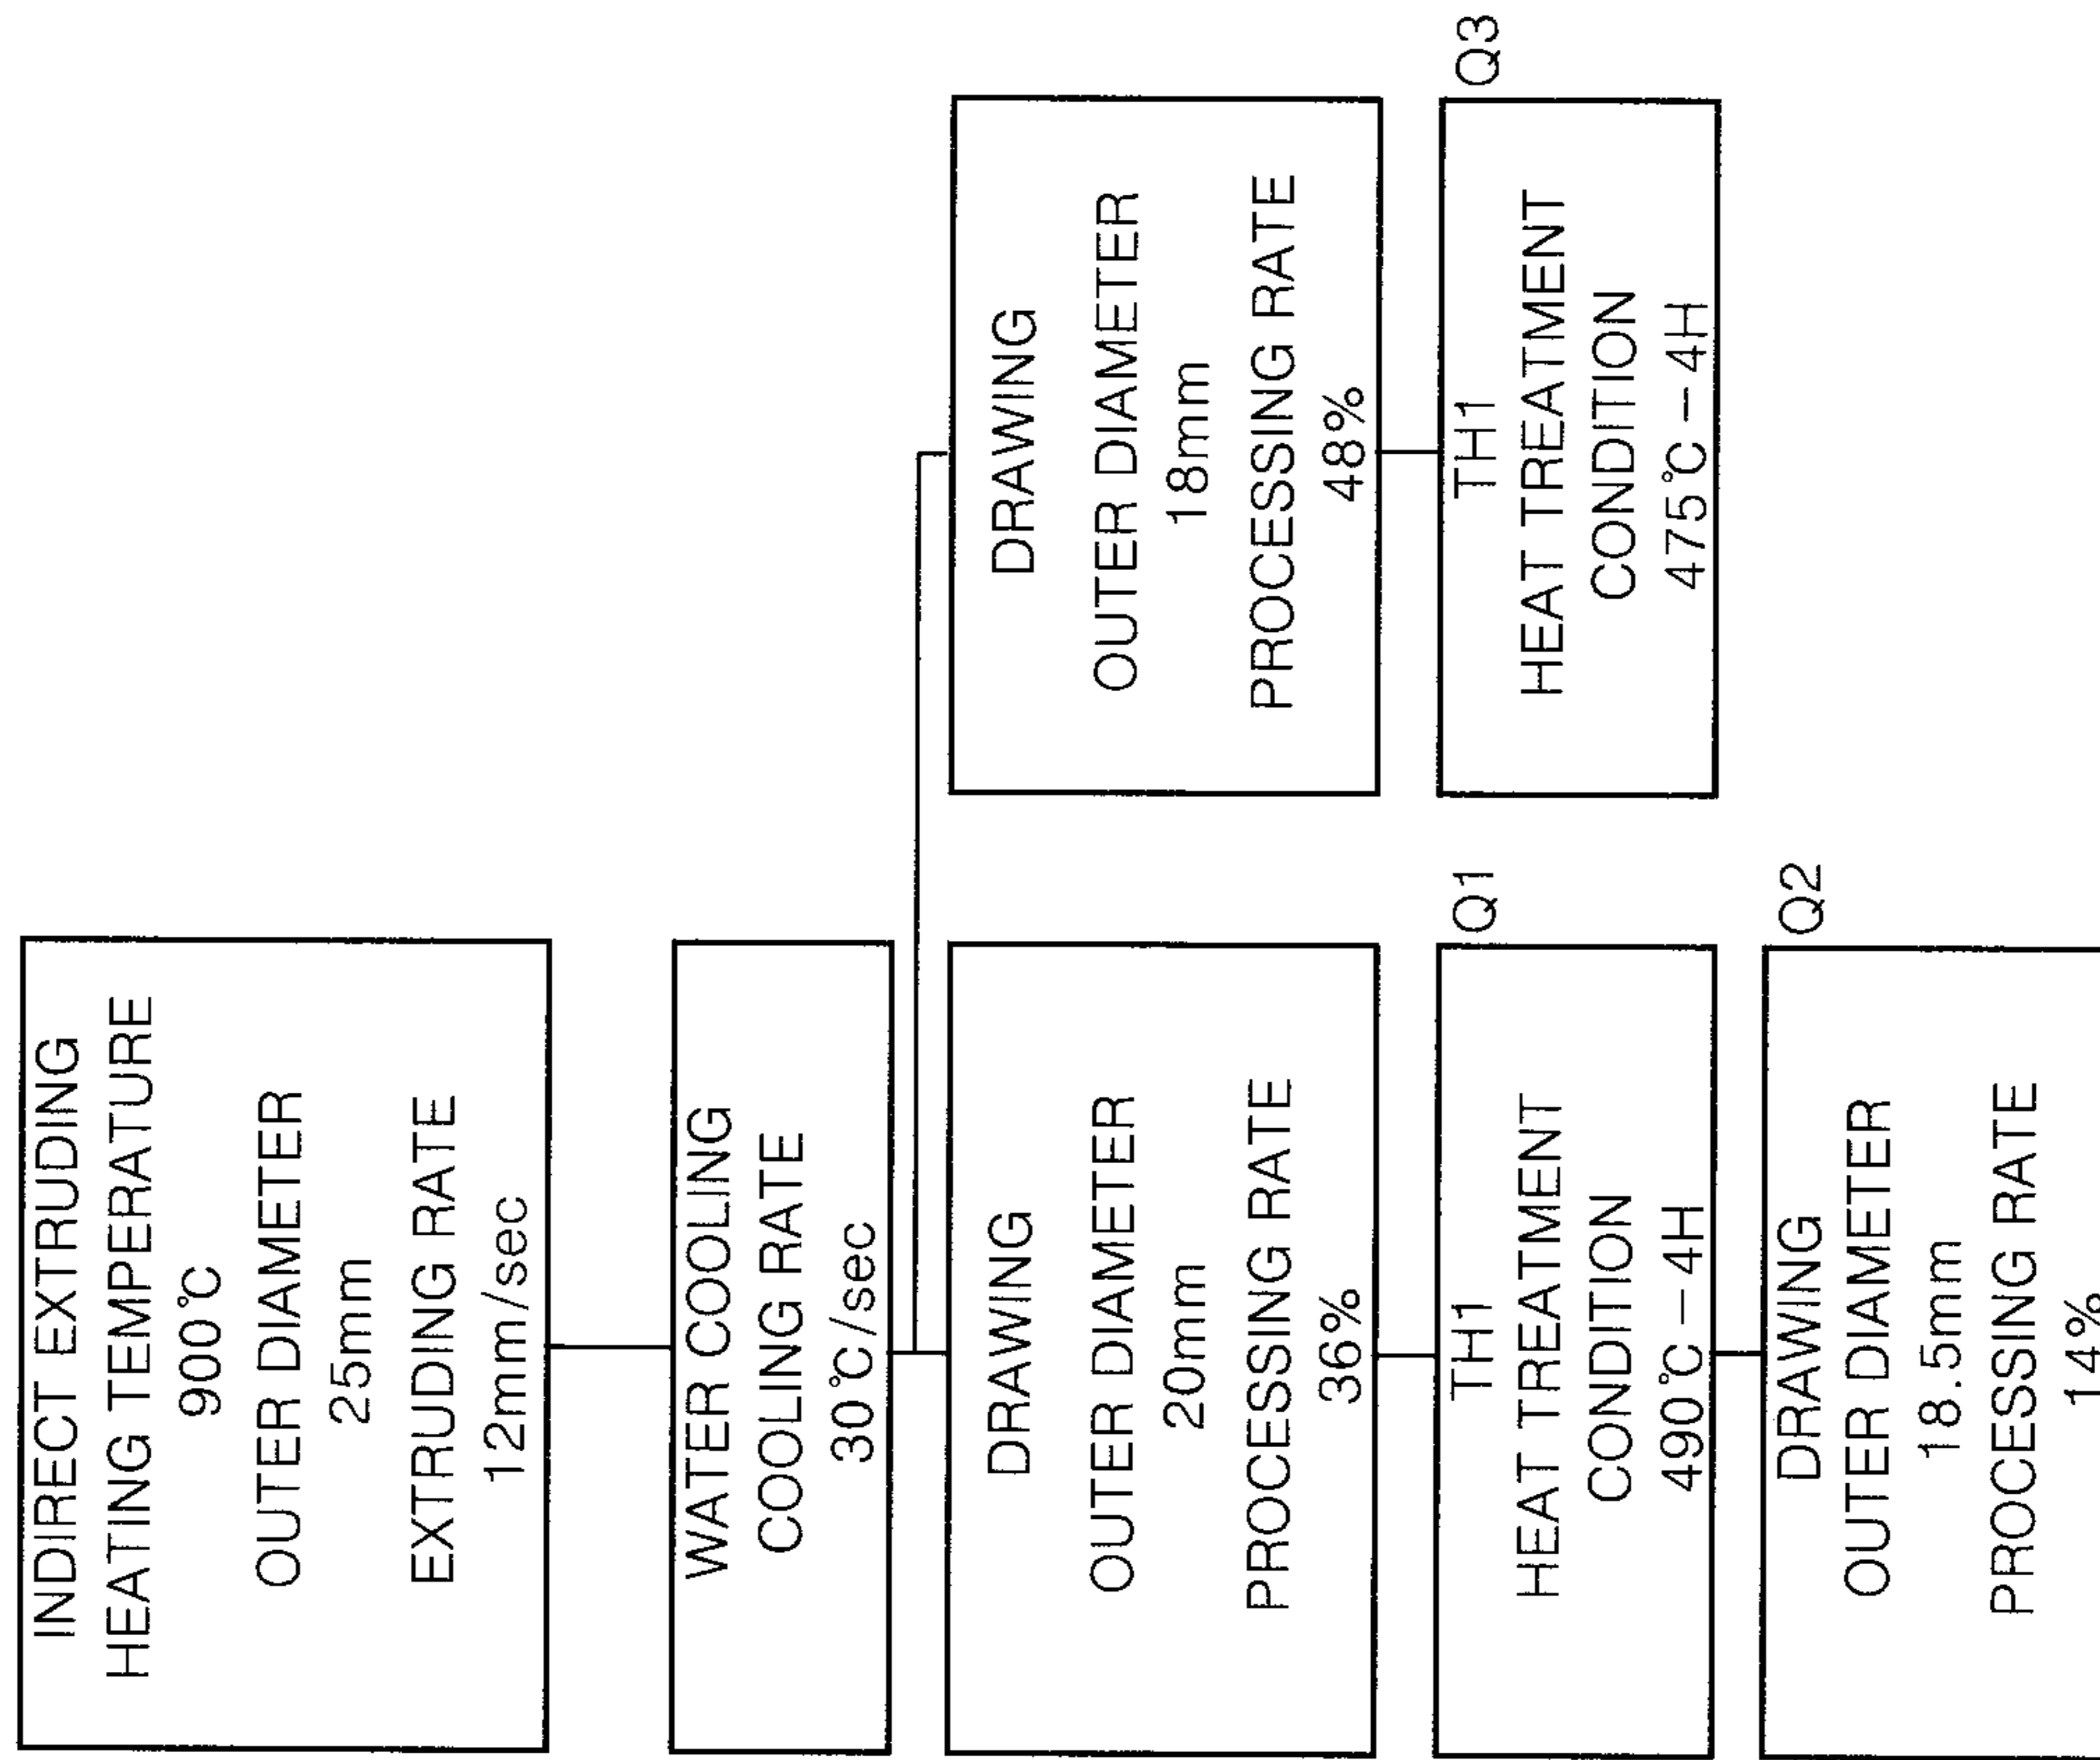 INDIRECT EXTRUDING
HEATING TEMPERATURE
900℃
OUTER DIAMETER
25mm
EXTRUDING RATE
12mm/sec
WATER COOLING
COOLING RATE
30℃/sec
DRAWING
OUTER DIAMETER
20mm
PROCESSING RATE
36%
Q1
TH1
HEAT TREATMENT
CONDITION
490℃-4H
Q2
DRAWING
OUTER DIAMETER
18.5mm
PROCESSING RATE
14%
DRAWING
OUTER DIAMETER
18mm
PROCESSING RATE
48%
Q3
TH1
HEAT TREATMENT
CONDITION
475℃-4H